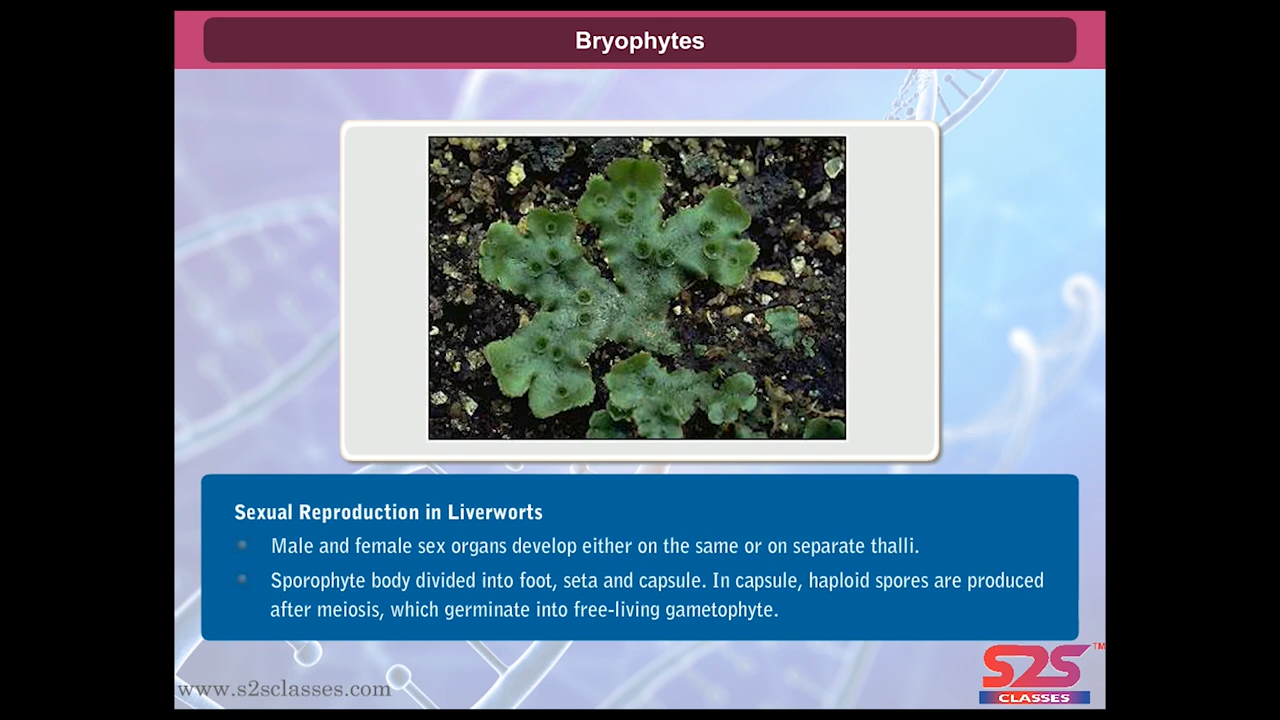 Bryophytes
Sexual Reproduction in Liverworts
Male and female sex organs develop either on the same or on separate thalli.
Sporophyte body divided into foot, seta and capsule. In capsule, haploid spores are produced
after meiosis, which germinate into free-living gametophyte.
www.s2sclasses.com
S2S™
CLASSES